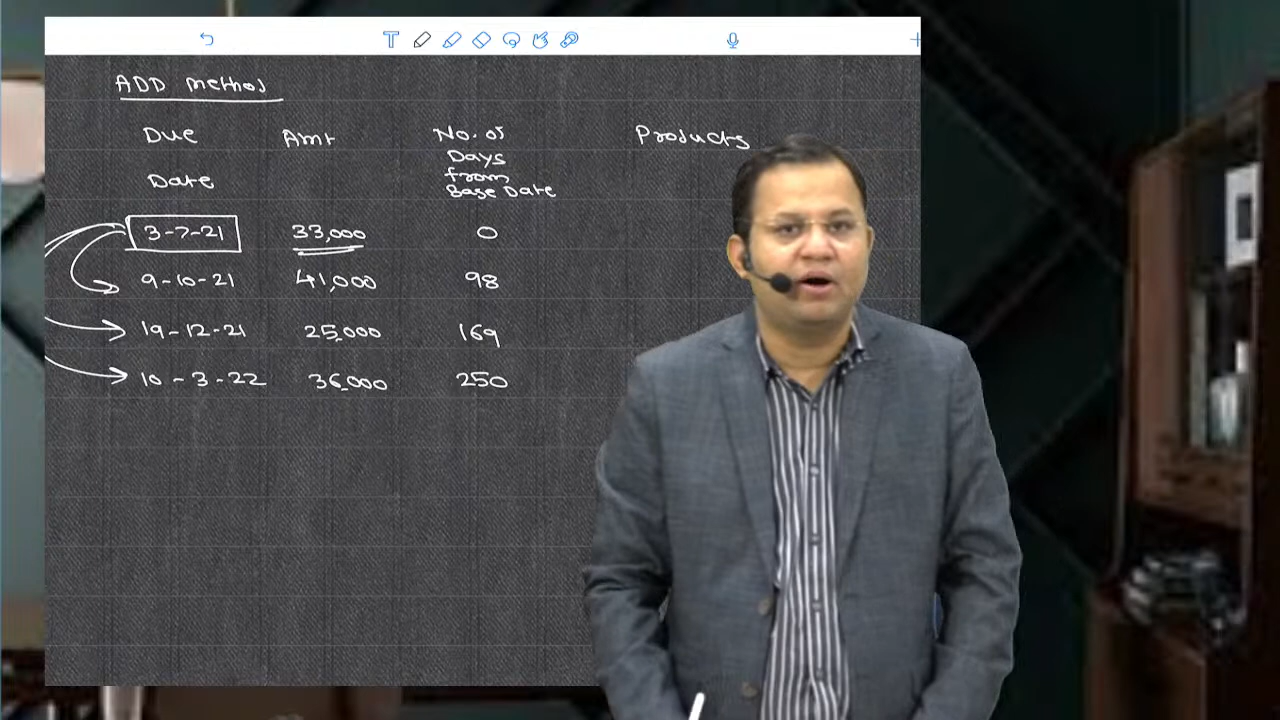 ADD Method
Due Amt No. of Products
Days
Date from
Base Date
3-7-21 33,000 0
9-10-21 41,000 98
19-12-21 25,000 169
10-3-22 36,000 250